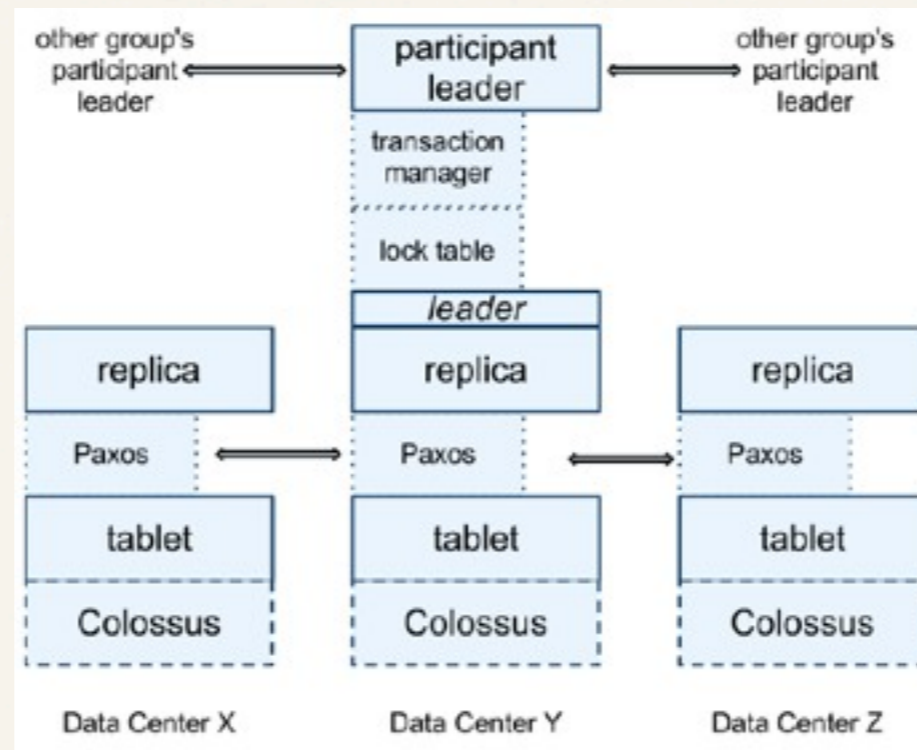 other group's
participant
leader
participant
leader
other group's
participant
leader
transaction
manager
lock table
leader
replica
replica
replica
Paxos
Paxos
Paxos
tablet
tablet
tablet
Colossus
Colossus
Colossus
Data Center X
Data Center Y
Data Center Z